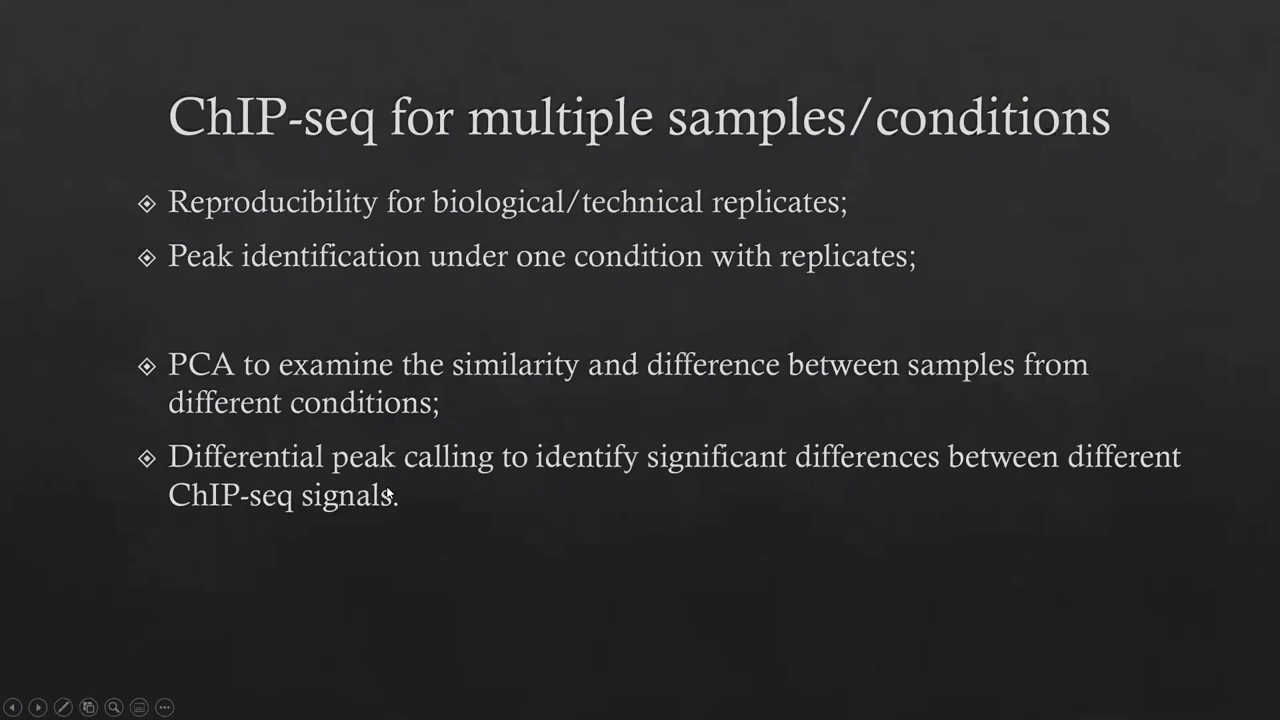 ChIP-seq for multiple samples/conditions
Reproducibility for biological/technical replicates;
Peak identification under one condition with replicates;
PCA to examine the similarity and difference between samples from
different conditions;
Differential peak calling to identify significant differences between different
ChIP-seq signals.